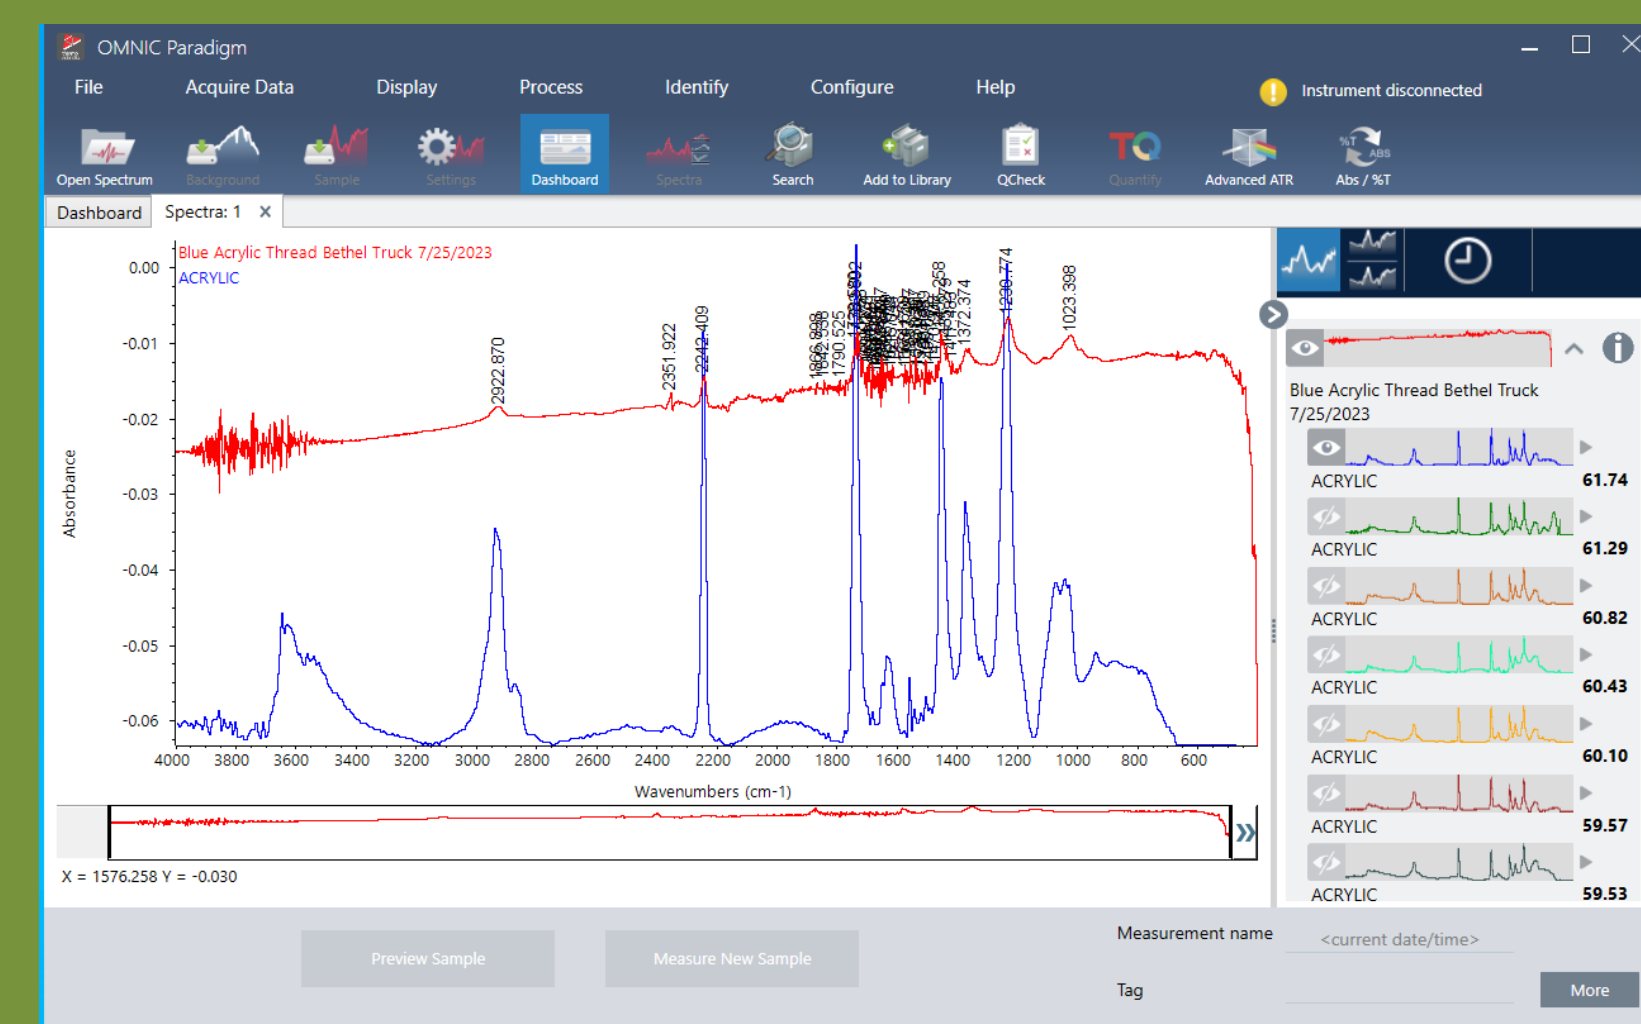 OMNIC Paradigm
File Acquire Data Display Process Identify Configure Help
Instrument disconnected
Open Spectrum Background Sample Settings Dashboard Spectra Search Add to Library QCheck Quantify Advanced ATR Abs / %T
TQ
%T
ABS
Dashboard Spectra: 1
Blue Acrylic Thread Bethel Truck 7/25/2023
ACRYLIC
0.00
-0.01
-0.02
-0.03
-0.04
-0.05
-0.06
Absorbance
2922.870
2351.922
2242.409
1790.525
1372.374
1230.774
1023.398
4000 3800 3600 3400 3200 3000 2800 2600 2400 2200 2000 1800 1600 1400 1200 1000 800 600
Wavenumbers (cm-1)
X = 1576.258 Y = -0.030
Blue Acrylic Thread Bethel Truck
7/25/2023
ACRYLIC 61.74
ACRYLIC 61.29
ACRYLIC 60.82
ACRYLIC 60.43
ACRYLIC 60.10
ACRYLIC 59.57
ACRYLIC 59.53
Preview Sample
Measure New Sample
Measurement name <current date/time>
Tag
More